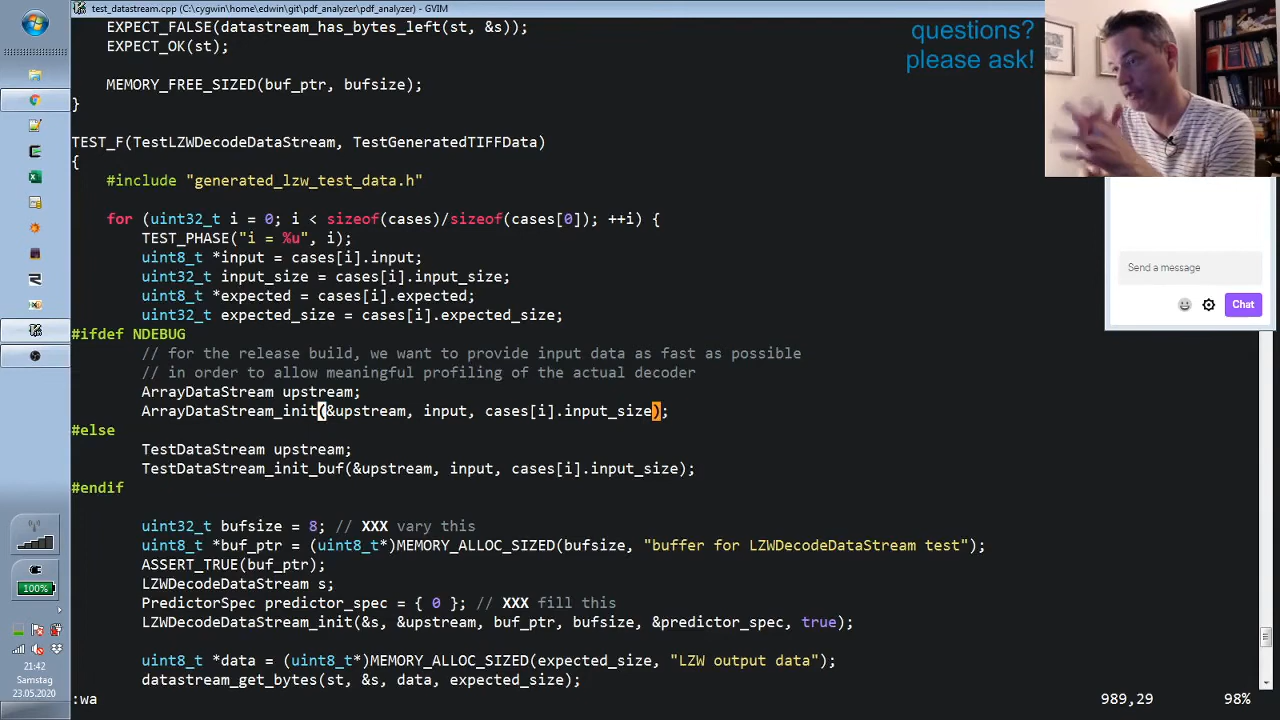 test_datastream.cpp (C:\cygwin\home\edwin\git\pdf_analyzer\pdf_analyzer) - GVIM
EXPECT_FALSE(datastream_has_bytes_left(st, &s));
EXPECT_OK(st);
MEMORY_FREE_SIZED(buf_ptr, bufsize);
}
TEST_F(TestLZWDecodeDataStream, TestGeneratedTIFFData)
{
#include "generated_lzw_test_data.h"
for (uint32_t i = 0; i < sizeof(cases)/sizeof(cases[0]); ++i) {
TEST_PHASE("i = %u", i);
uint8_t *input = cases[i].input;
uint32_t input_size = cases[i].input_size;
uint8_t *expected = cases[i].expected;
uint32_t expected_size = cases[i].expected_size;
#ifdef NDEBUG
// for the release build, we want to provide input data as fast as possible
// in order to allow meaningful profiling of the actual decoder
ArrayDataStream upstream;
ArrayDataStream_init(&upstream, input, cases[i].input_size);
#else
TestDataStream upstream;
TestDataStream_init_buf(&upstream, input, cases[i].input_size);
#endif
uint32_t bufsize = 8; // XXX vary this
uint8_t *buf_ptr = (uint8_t*)MEMORY_ALLOC_SIZED(bufsize, "buffer for LZWDecodeDataStream test");
ASSERT_TRUE(buf_ptr);
LZWDecodeDataStream s;
PredictorSpec predictor_spec = { 0 }; // XXX fill this
LZWDecodeDataStream_init(&s, &upstream, buf_ptr, bufsize, &predictor_spec, true);
uint8_t *data = (uint8_t*)MEMORY_ALLOC_SIZED(expected_size, "LZW output data");
datastream_get_bytes(st, &s, data, expected_size);
:wa
989,29
98%
questions?
please ask!
Send a message
Chat
100%
21:42
Samstag
23.05.2020